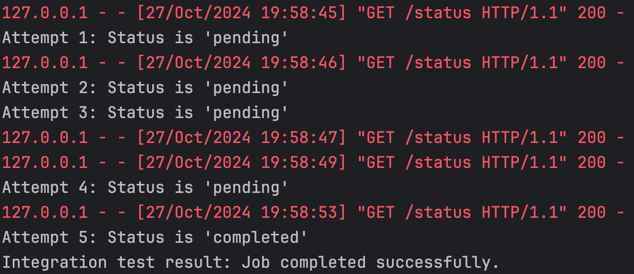 127.0.0.1 - - [27/Oct/2024 19:58:45] "GET /status HTTP/1.1" 200 -
Attempt 1: Status is 'pending'
127.0.0.1 - - [27/Oct/2024 19:58:46] "GET /status HTTP/1.1" 200 -
Attempt 2: Status is 'pending'
Attempt 3: Status is 'pending'
127.0.0.1 - - [27/Oct/2024 19:58:47] "GET /status HTTP/1.1" 200 -
127.0.0.1 - - [27/Oct/2024 19:58:49] "GET /status HTTP/1.1" 200 -
Attempt 4: Status is 'pending'
127.0.0.1 - - [27/Oct/2024 19:58:53] "GET /status HTTP/1.1" 200 -
Attempt 5: Status is 'completed'
Integration test result: Job completed successfully.